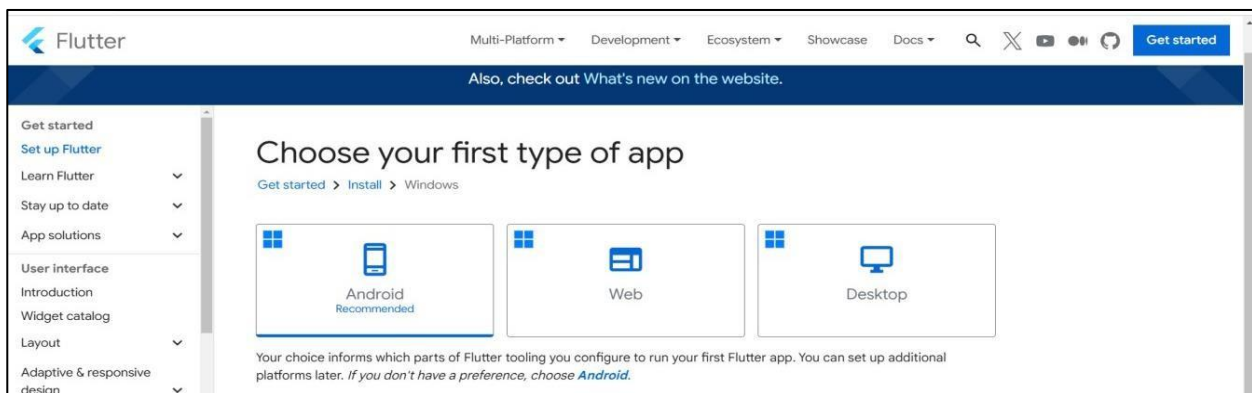 Flutter
Multi-Platform Development Ecosystem Showcase Docs Get started
Also, check out What's new on the website.
Get started
Set up Flutter
Learn Flutter
Stay up to date
App solutions
User interface
Introduction
Widget catalog
Layout
Adaptive & responsive
design
Choose your first type of app
Get started > Install > Windows
Android
Recommended
Web
Desktop
Your choice informs which parts of Flutter tooling you configure to run your first Flutter app. You can set up additional
platforms later. If you don't have a preference, choose Android.